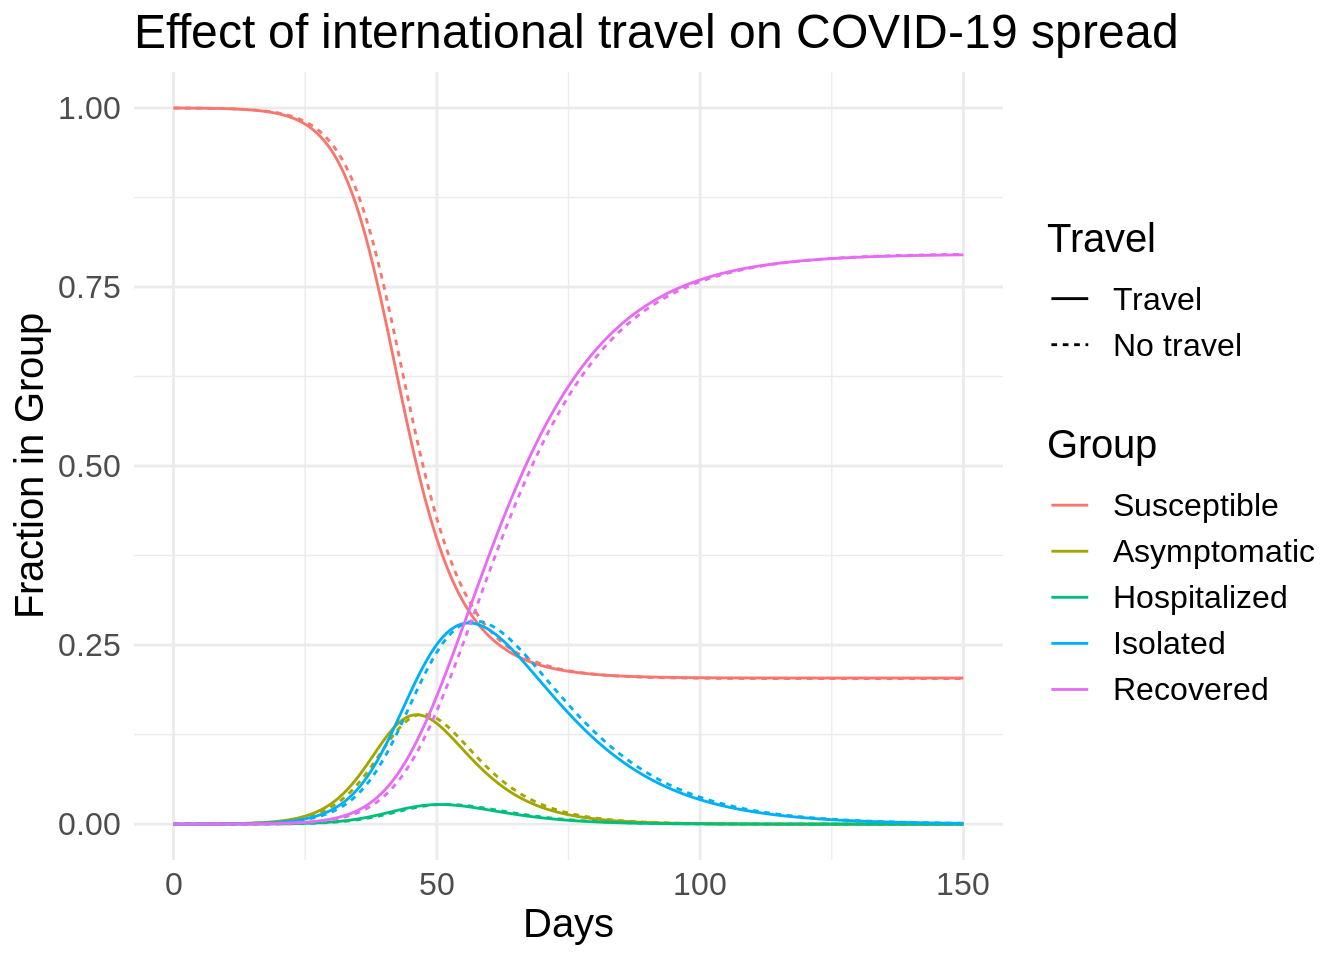 Effect of international travel on COVID-19 spread
Fraction in Group
1.00
0.75
0.50
0.25
0.00
0
50
100
150
Days
Travel
Travel
No travel
Group
Susceptible
Asymptomatic
Hospitalized
Isolated
Recovered